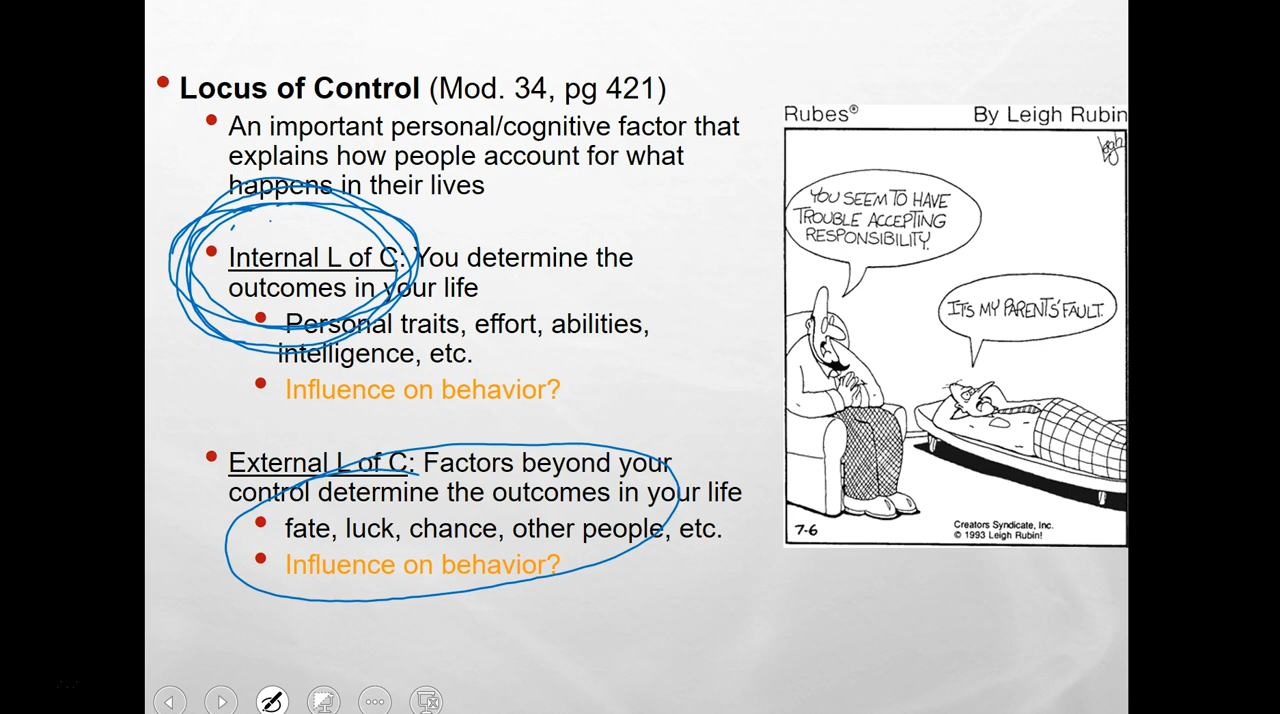 Locus of Control (Mod. 34, pg 421)
An important personal/cognitive factor that
explains how people account for what
happens in their lives
Internal L of C: You determine the
outcomes in your life
Personal traits, effort, abilities,
intelligence, etc.
Influence on behavior?
External L of C: Factors beyond your
control determine the outcomes in your life
fate, luck, chance, other people, etc.
Influence on behavior?
Rubes® By Leigh Rubin
YOU SEEM TO HAVE
TROUBLE ACCEPTING
RESPONSIBILITY.
IT'S MY PARENTS' FAULT.
7-6
Creators Syndicate, Inc.
© 1993 Leigh Rubin!